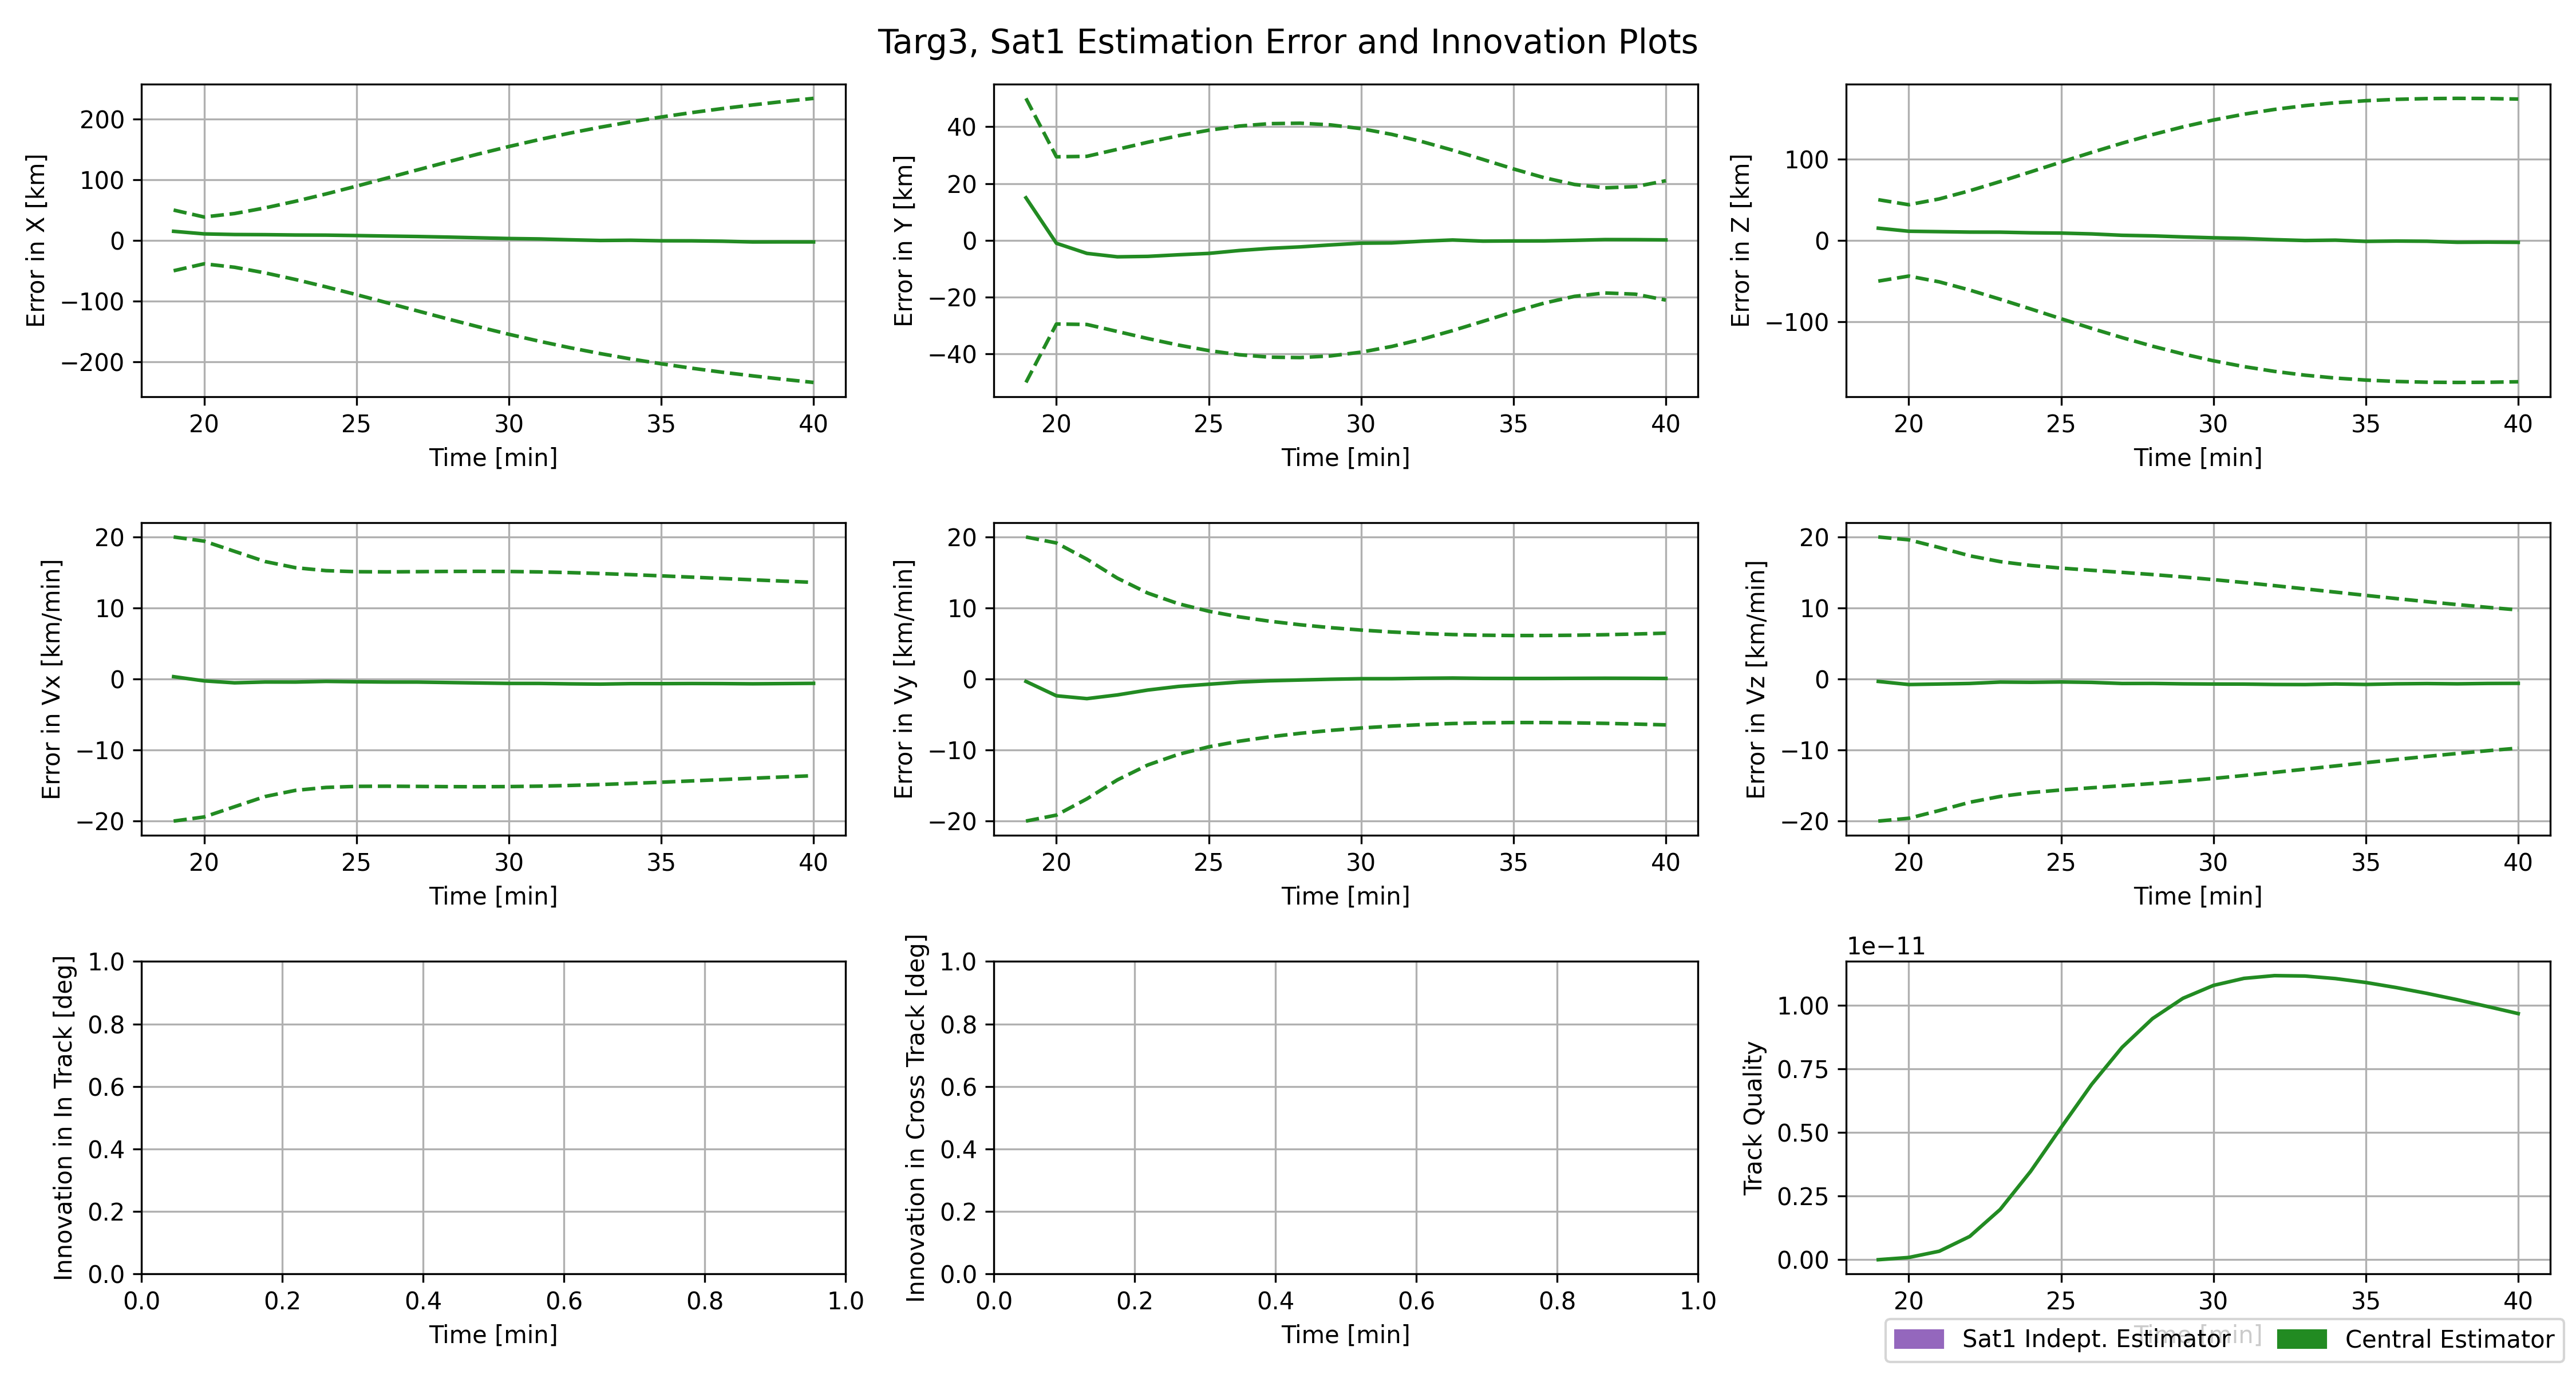 Targ3, Sat1 Estimation Error and Innovation Plots
Error in X [km]
200
100
0
−100
−200
20 25 30 35 40
Time [min]
Error in Y [km]
40
20
0
−20
−40
20 25 30 35 40
Time [min]
Error in Z [km]
100
0
−100
20 25 30 35 40
Time [min]
Error in Vx [km/min]
20
10
0
−10
−20
20 25 30 35 40
Time [min]
Error in Vy [km/min]
20
10
0
−10
−20
20 25 30 35 40
Time [min]
Error in Vz [km/min]
20
10
0
−10
−20
20 25 30 35 40
Time [min]
Innovation in In Track [deg]
1.0
0.8
0.6
0.4
0.2
0.0
0.0 0.2 0.4 0.6 0.8 1.0
Time [min]
Innovation in Cross Track [deg]
1.0
0.8
0.6
0.4
0.2
0.0
0.0 0.2 0.4 0.6 0.8 1.0
Time [min]
1e−11
Track Quality
1.00
0.75
0.50
0.25
0.00
20 25 30 35 40
Time [min]
Sat1 Indept. Estimator Central Estimator